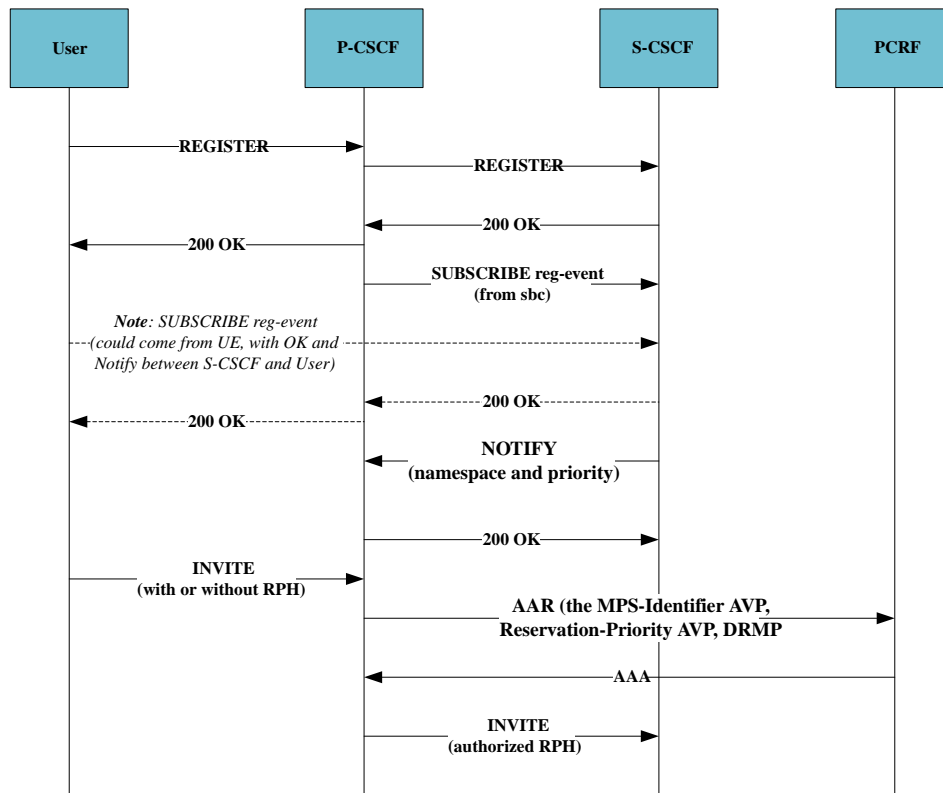 User
P-CSCF
S-CSCF
PCRF
REGISTER
REGISTER
200 OK
200 OK
SUBSCRIBE reg-event
(from sbc)
Note: SUBSCRIBE reg-event
(could come from UE, with OK and
Notify between S-CSCF and User)
200 OK
200 OK
NOTIFY
(namespace and priority)
200 OK
INVITE
(with or without RPH)
AAR (the MPS-Identifier AVP,
Reservation-Priority AVP, DRMP
AAA
INVITE
(authorized RPH)